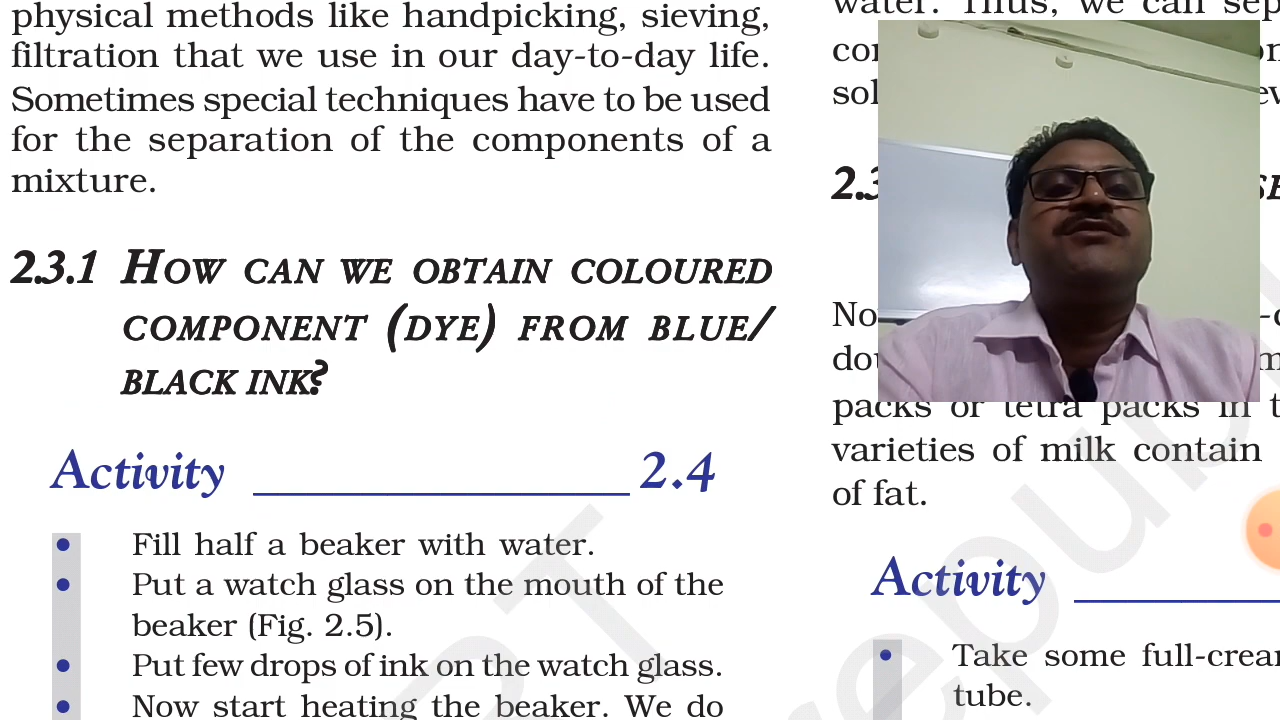 physical methods like handpicking, sieving,
filtration that we use in our day-to-day life.
Sometimes special techniques have to be used
for the separation of the components of a
mixture.
2.3.1 HOW CAN WE OBTAIN COLOURED
COMPONENT (DYE) FROM BLUE/
BLACK INK?
Activity 2.4
Fill half a beaker with water.
Put a watch glass on the mouth of the
beaker (Fig. 2.5).
Put few drops of ink on the watch glass.
Now start heating the beaker. We do
water. Thus, we can sep
packs or tetra packs in t
varieties of milk contain
of fat.
Activity
Take some full-crea
tube.